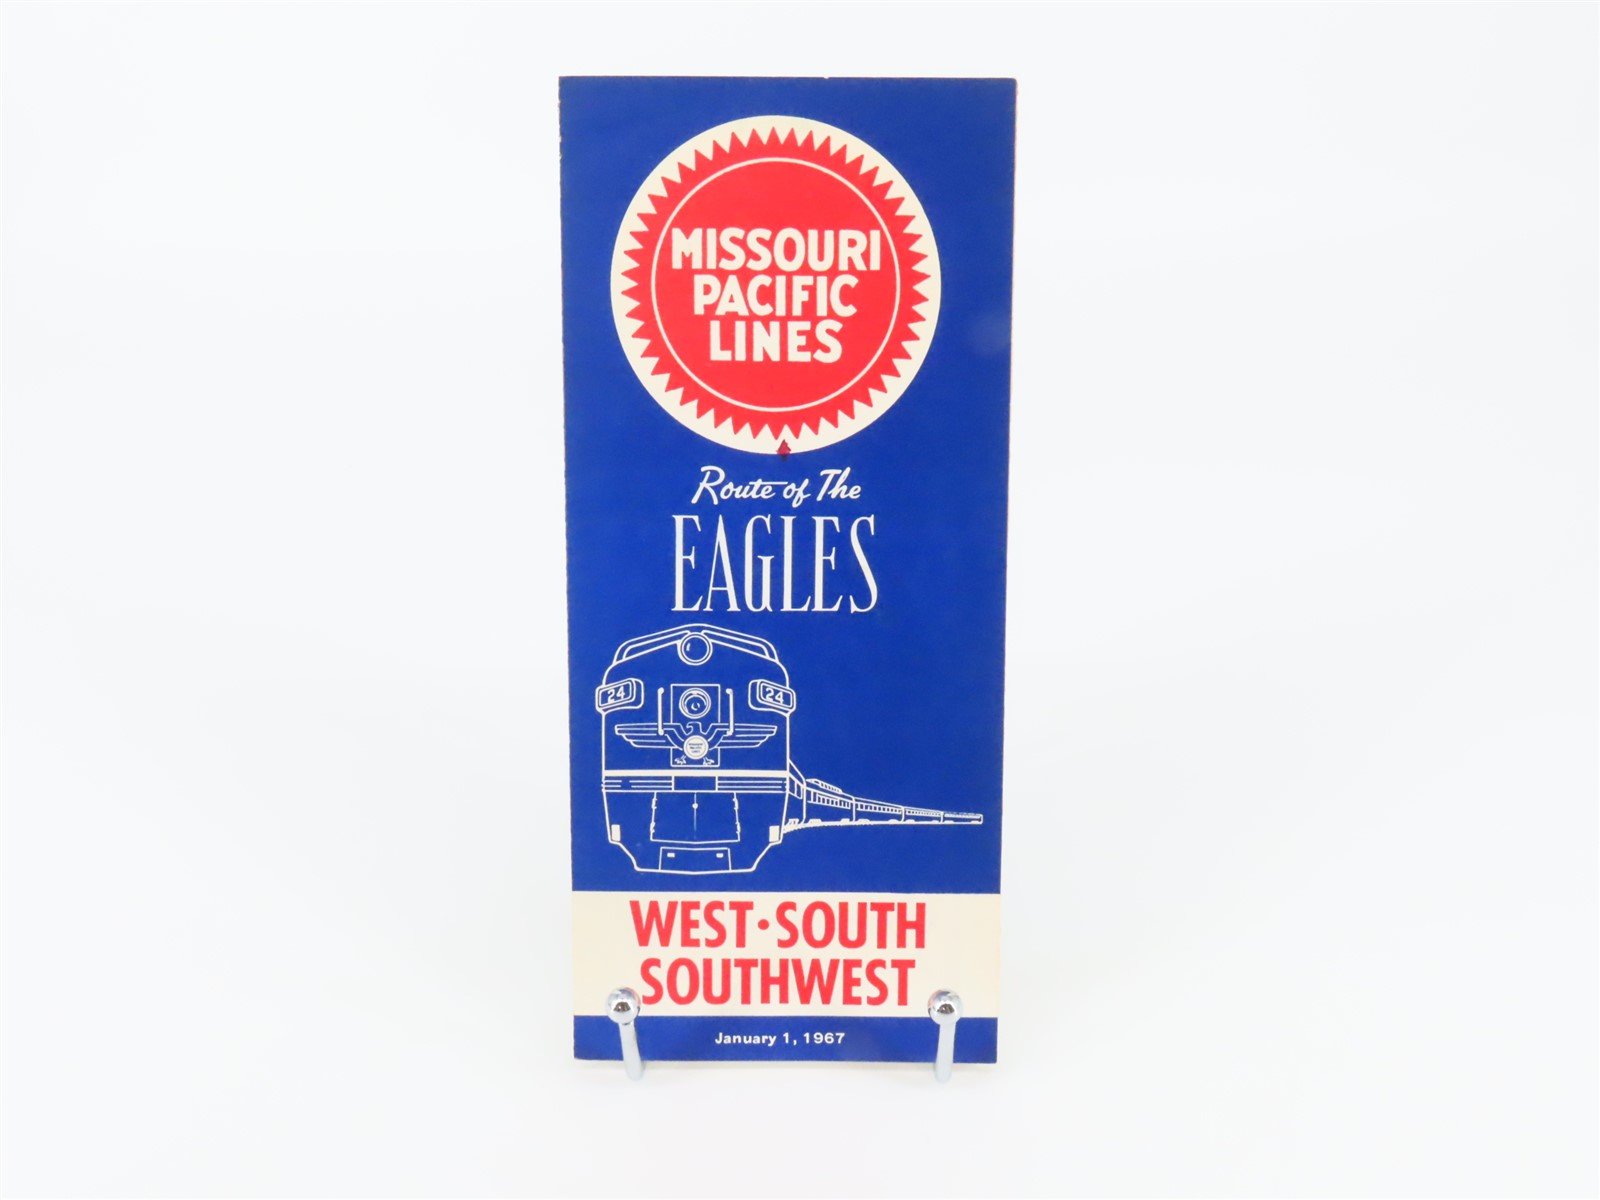 MISSOURI
PACIFIC
LINES
Route of The
EAGLES
24 24
WEST·SOUTH
SOUTHWEST
January 1, 1967